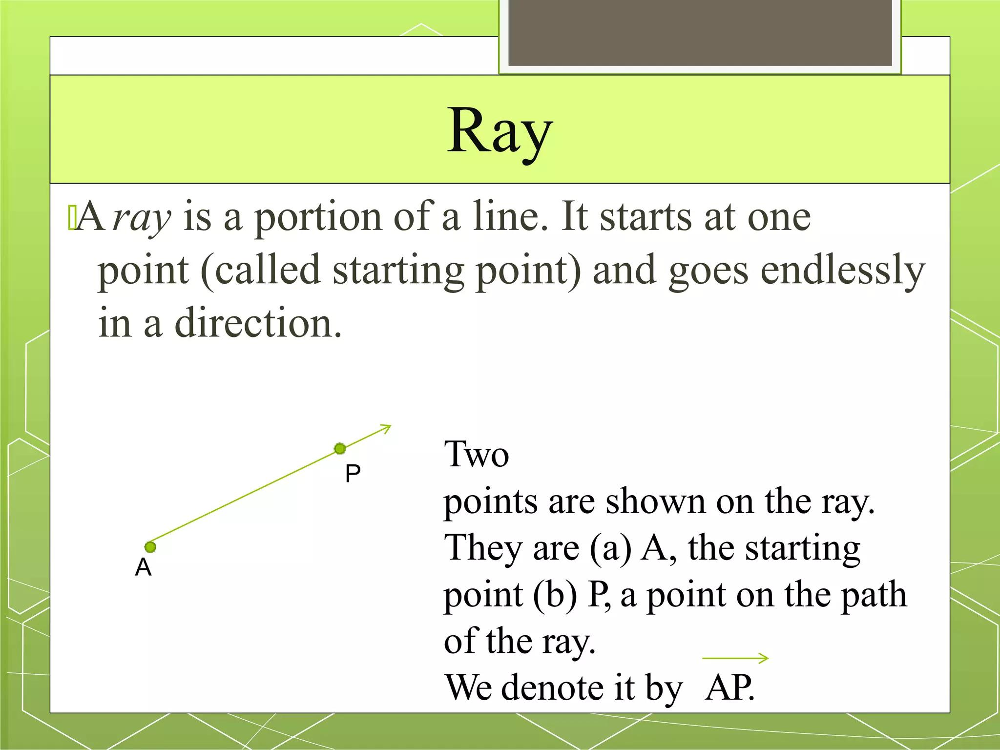 Ray
A ray is a portion of a line. It starts at one
point (called starting point) and goes endlessly
in a direction.
P
A
Two
points are shown on the ray.
They are (a) A, the starting
point (b) P, a point on the path
of the ray.
We denote it by AP.